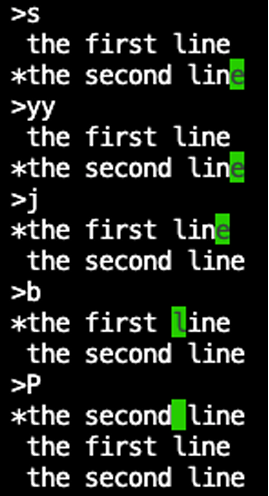 >s
 the first line
*the second line
>yy
 the first line
*the second line
>j
*the first line
 the second line
>b
*the first line
 the second line
>P
*the second line
 the first line
 the second line